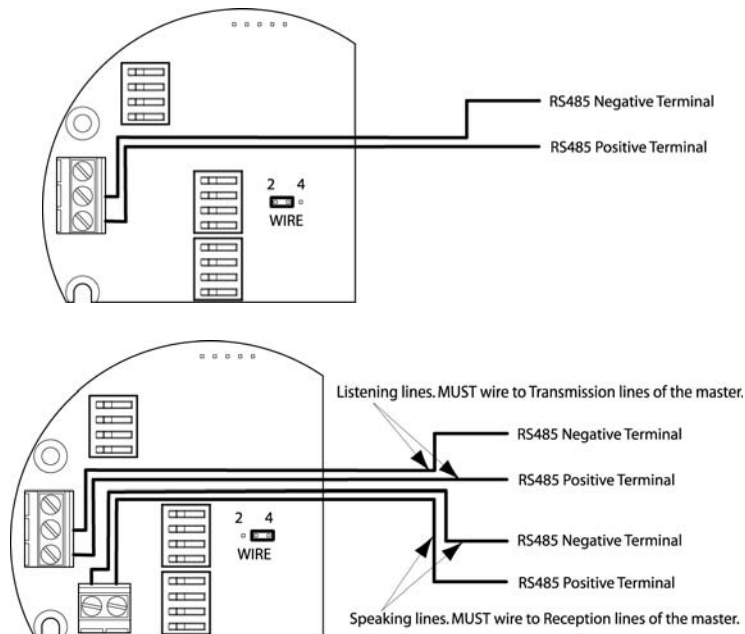 RS485 Negative Terminal
RS485 Positive Terminal
2 4
WIRE
Listening lines. MUST wire to Transmission lines of the master.
RS485 Negative Terminal
RS485 Positive Terminal
2 4
WIRE
RS485 Negative Terminal
RS485 Positive Terminal
Speaking lines. MUST wire to Reception lines of the master.